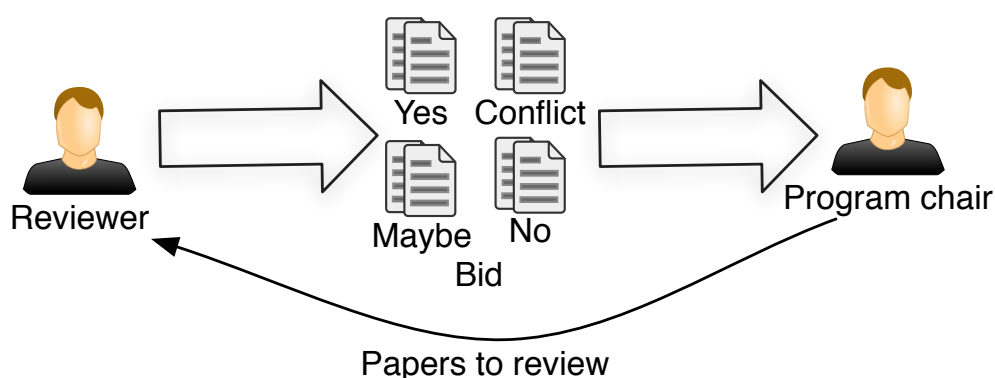 Yes
Conflict
Reviewer
Maybe
No
Program chair
Bid
Papers to review